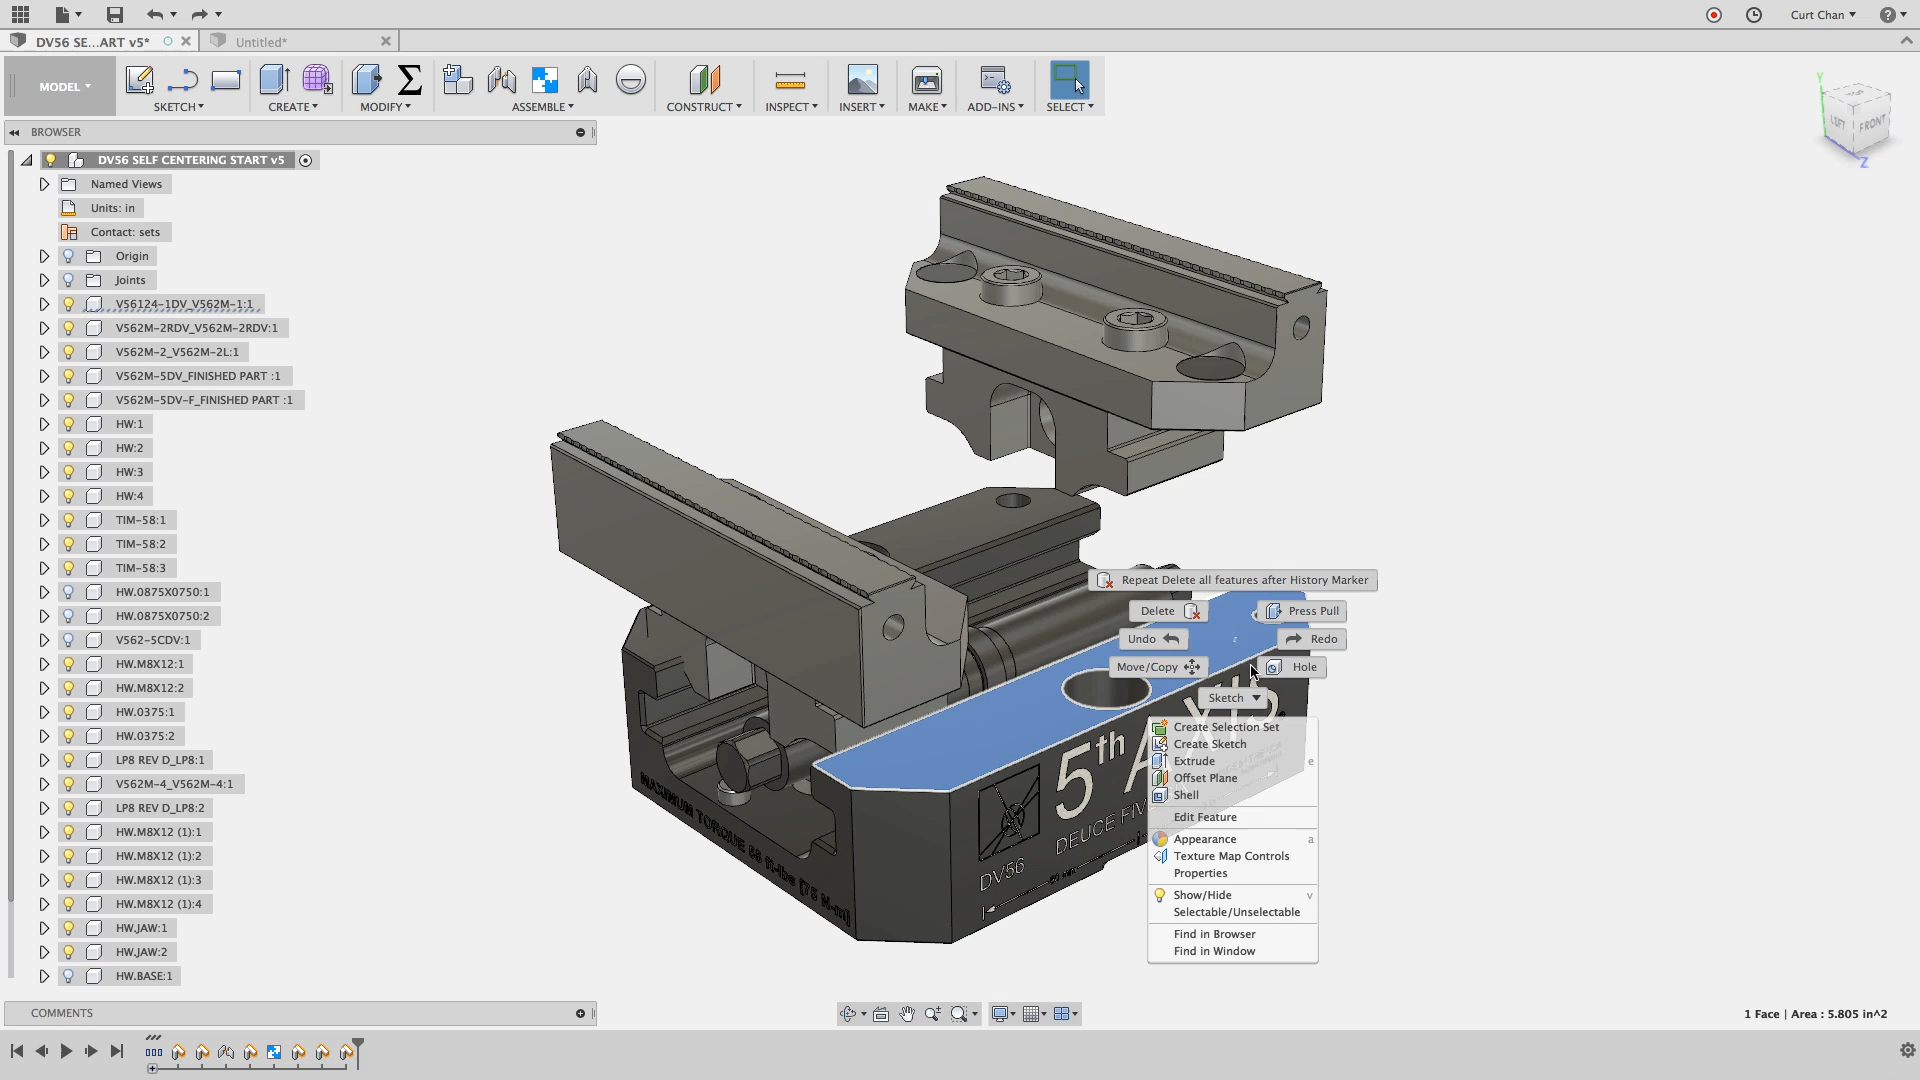 Curt Chan
DV56 SE...ART v5*
Untitled*
MODEL
SKETCH
CREATE
MODIFY
ASSEMBLE
CONSTRUCT
INSPECT
INSERT
MAKE
ADD-INS
SELECT
BROWSER
DV56 SELF CENTERING START v5
Named Views
Units: in
Contact: sets
Origin
Joints
V56124-1DV_V562M-1:1
V562M-2RDV_V562M-2RDV:1
V562M-2_V562M-2L:1
V562M-5DV_FINISHED PART :1
V562M-5DV-F_FINISHED PART :1
HW:1
HW:2
HW:3
HW:4
TIM-58:1
TIM-58:2
TIM-58:3
HW.0875X0750:1
HW.0875X0750:2
V562-5CDV:1
HW.M8X12:1
HW.M8X12:2
HW.0375:1
HW.0375:2
LP8 REV D_LP8:1
V562M-4_V562M-4:1
LP8 REV D_LP8:2
HW.M8X12 (1):1
HW.M8X12 (1):2
HW.M8X12 (1):3
HW.M8X12 (1):4
HW.JAW:1
HW.JAW:2
HW.BASE:1
COMMENTS
Y
LEFT
FRONT
Z
Repeat Delete all features after History Marker
Delete
Press Pull
Undo
Redo
Move/Copy
Hole
Sketch
Create Selection Set
Create Sketch
Extrude e
Offset Plane
Shell
Edit Feature
Appearance a
Texture Map Controls
Properties
Show/Hide v
Selectable/Unselectable
Find in Browser
Find in Window
5th
DEUCE
DV56
MAXIMUM TORQUE 55 ft-lbs [75 N-m]
1 Face | Area : 5.805 in^2